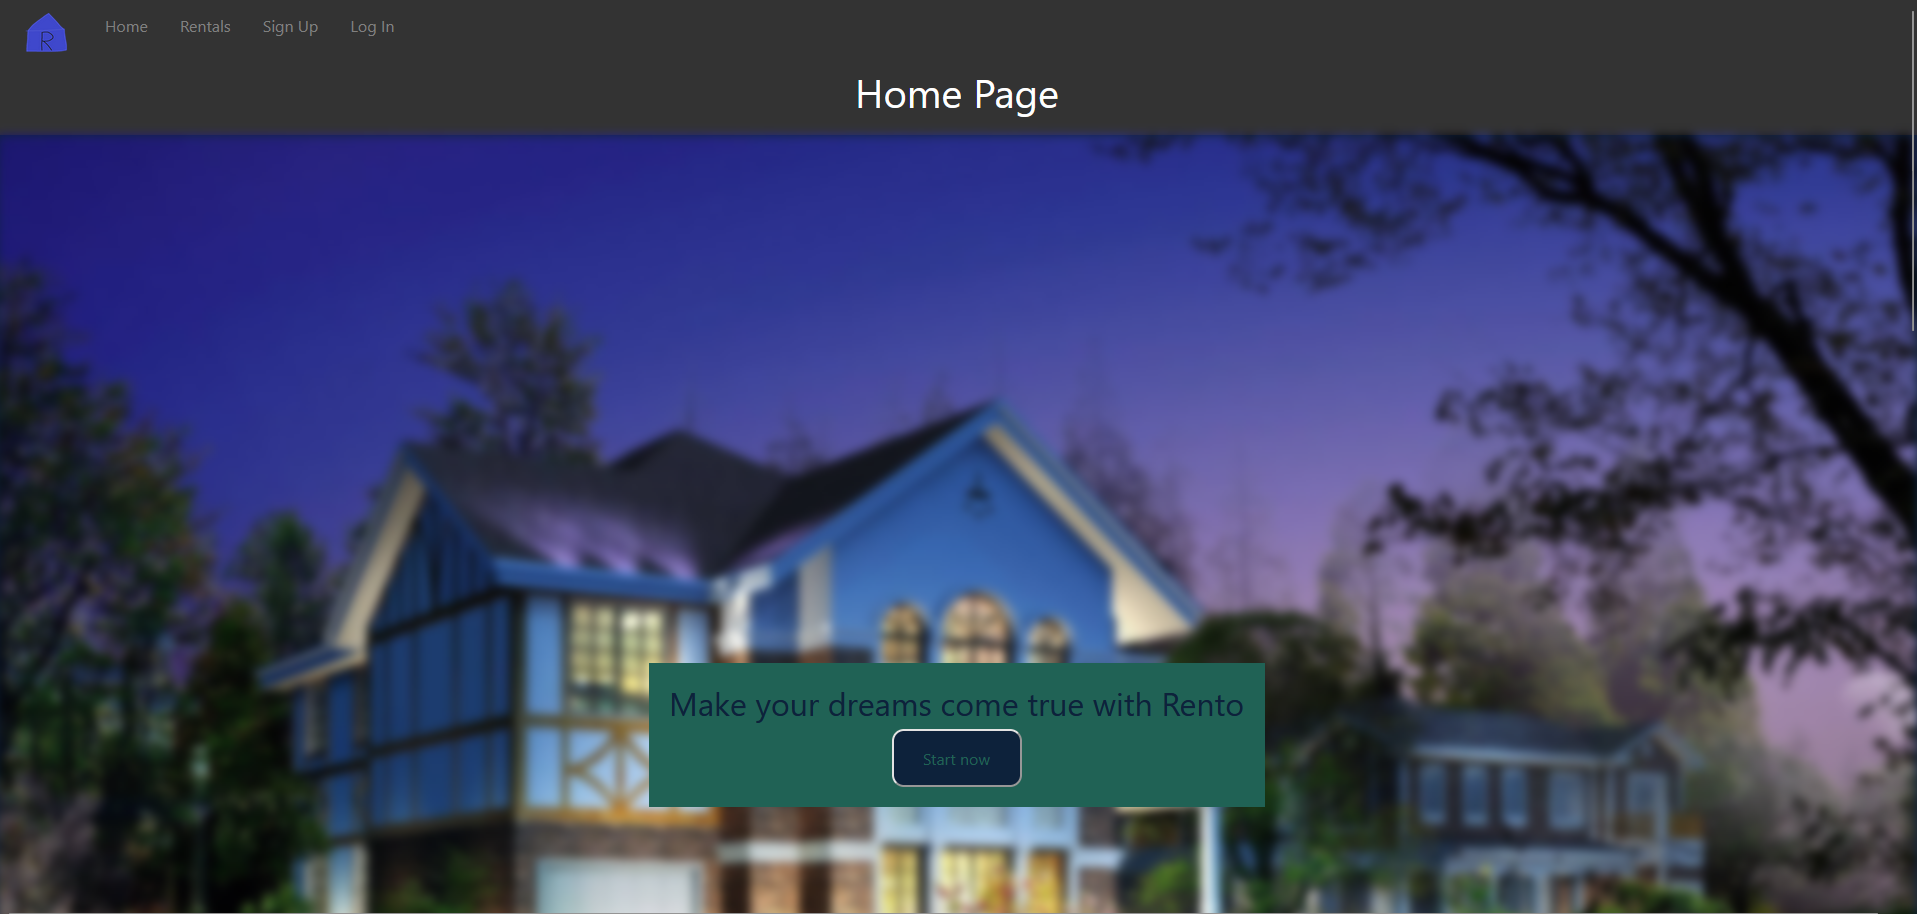 R
Home Rentals Sign Up Log In
Home Page
Make your dreams come true with Rento
Start now